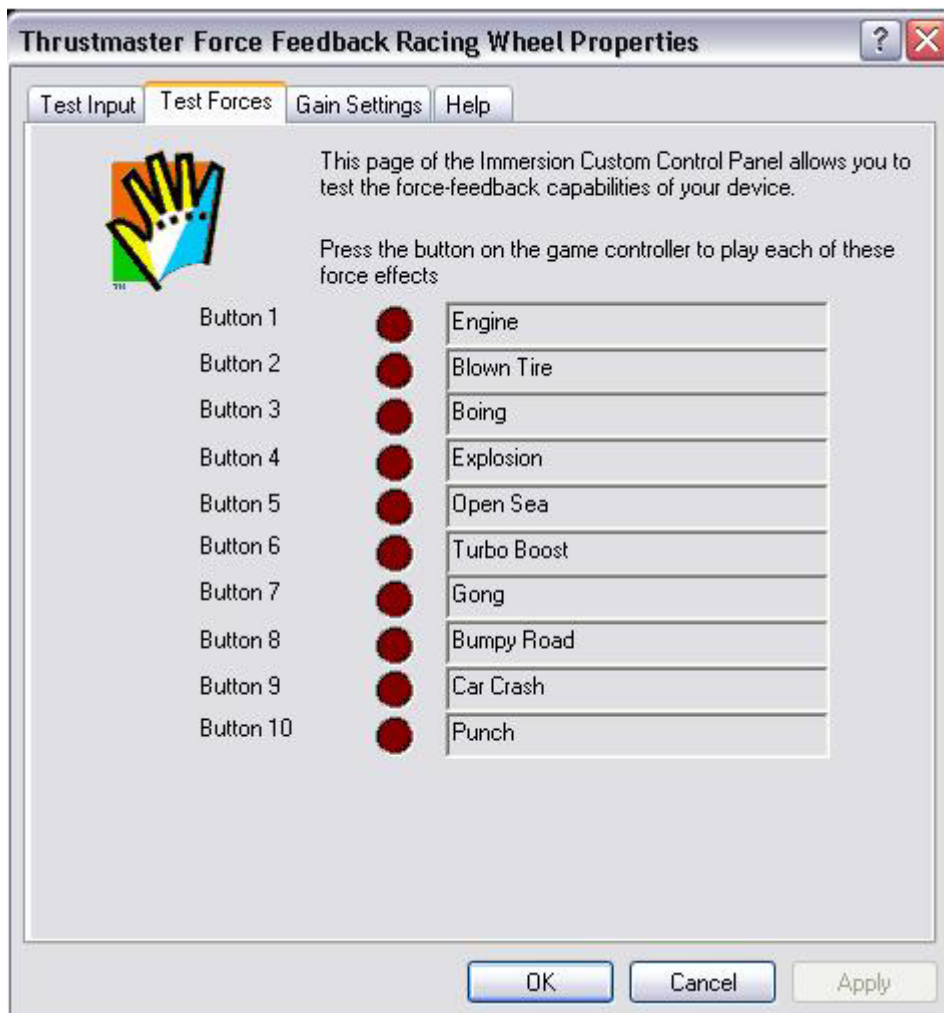 Thrustmaster Force Feedback Racing Wheel Properties
Test Input Test Forces Gain Settings Help
This page of the Immersion Custom Control Panel allows you to
test the force-feedback capabilities of your device.
Press the button on the game controller to play each of these
force effects
TM
Button 1 Engine
Button 2 Blown Tire
Button 3 Boing
Button 4 Explosion
Button 5 Open Sea
Button 6 Turbo Boost
Button 7 Gong
Button 8 Bumpy Road
Button 9 Car Crash
Button 10 Punch
OK Cancel Apply